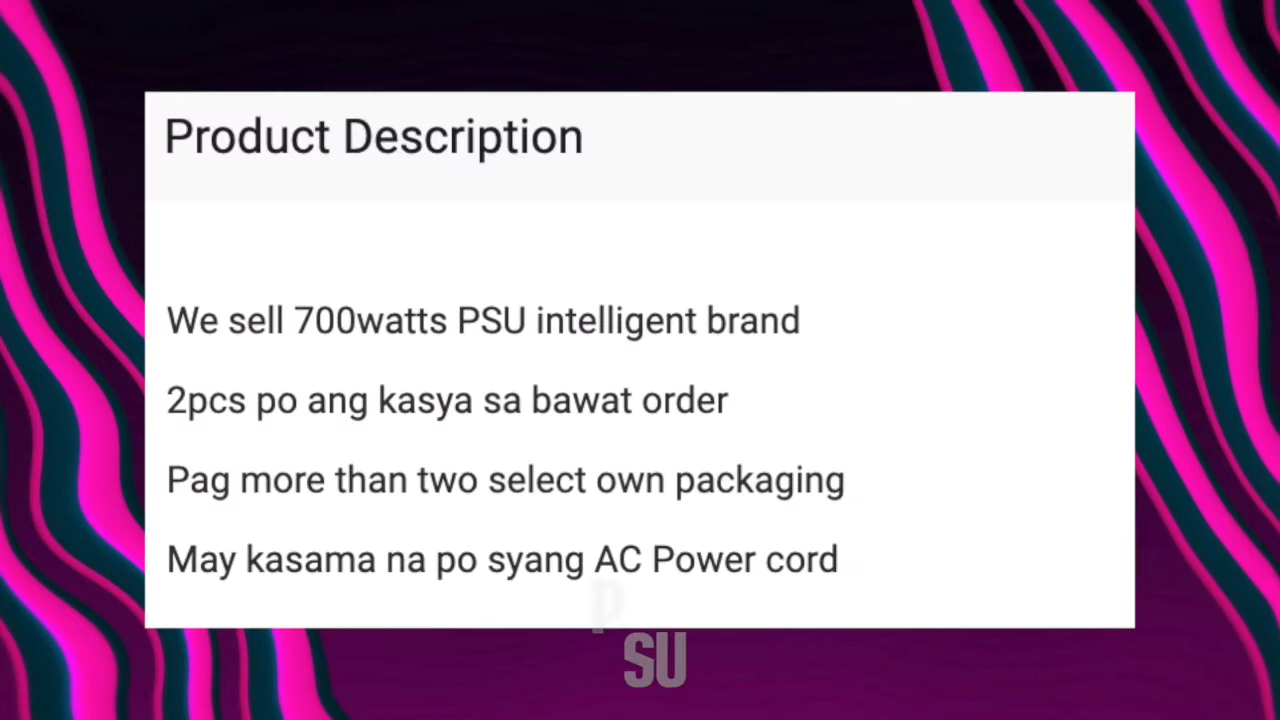 Product Description
We sell 700watts PSU intelligent brand
2pcs po ang kasya sa bawat order
Pag more than two select own packaging
May kasama na po syang AC Power cord
P
SU